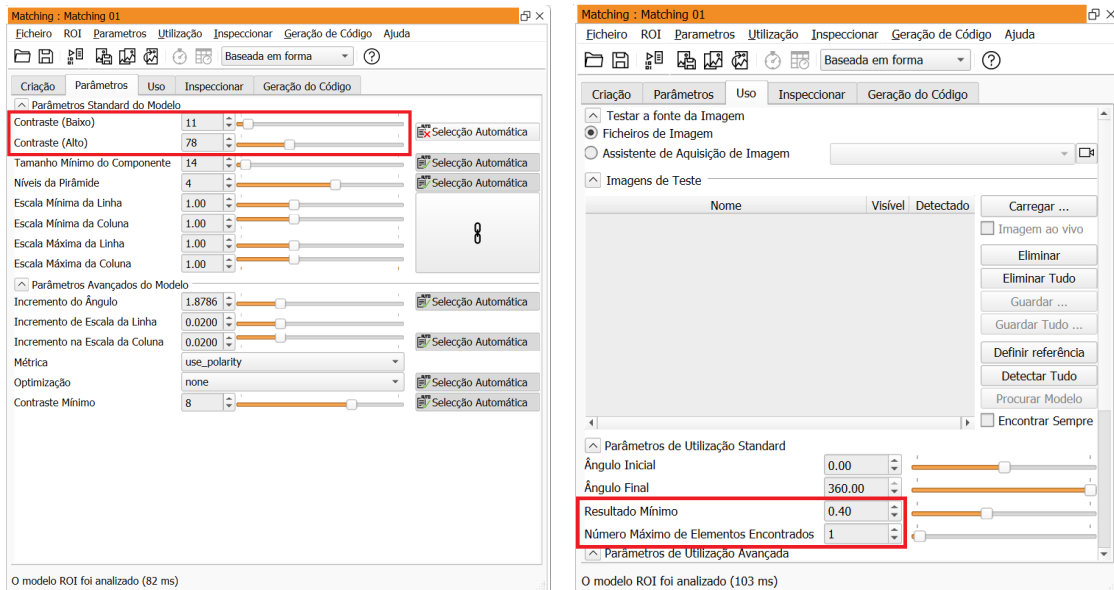 Matching : Matching 01
Ficheiro ROI Parametros Utilização Inspeccionar Geração de Código Ajuda
Baseada em forma
Criação Parâmetros Uso Inspeccionar Geração do Código
Parâmetros Standard do Modelo
Contraste (Baixo) 11
Contraste (Alto) 78
AUTO Selecção Automática
Tamanho Mínimo do Componente 14 AUTO Selecção Automática
Níveis da Pirâmide 4 AUTO Selecção Automática
Escala Mínima da Linha 1.00
Escala Mínima da Coluna 1.00
Escala Máxima da Linha 1.00
Escala Máxima da Coluna 1.00
Parâmetros Avançados do Modelo
Incremento do Ângulo 1.8786 AUTO Selecção Automática
Incremento de Escala da Linha 0.0200
Incremento na Escala da Coluna 0.0200 AUTO Selecção Automática
Métrica use_polarity
Optimização none AUTO Selecção Automática
Contraste Mínimo 8 AUTO Selecção Automática
O modelo ROI foi analizado (82 ms)
Matching : Matching 01
Ficheiro ROI Parametros Utilização Inspeccionar Geração de Código Ajuda
Baseada em forma
Criação Parâmetros Uso Inspeccionar Geração do Código
Testar a fonte da Imagem
Ficheiros de Imagem
Assistente de Aquisição de Imagem
Imagens de Teste
Nome Visível Detectado Carregar ...
Imagem ao vivo
Eliminar
Eliminar Tudo
Guardar ...
Guardar Tudo ...
Definir referência
Detectar Tudo
Procurar Modelo
Encontrar Sempre
Parâmetros de Utilização Standard
Ângulo Inicial 0.00
Ângulo Final 360.00
Resultado Mínimo 0.40
Número Máximo de Elementos Encontrados 1
Parâmetros de Utilização Avançada
O modelo ROI foi analizado (103 ms)